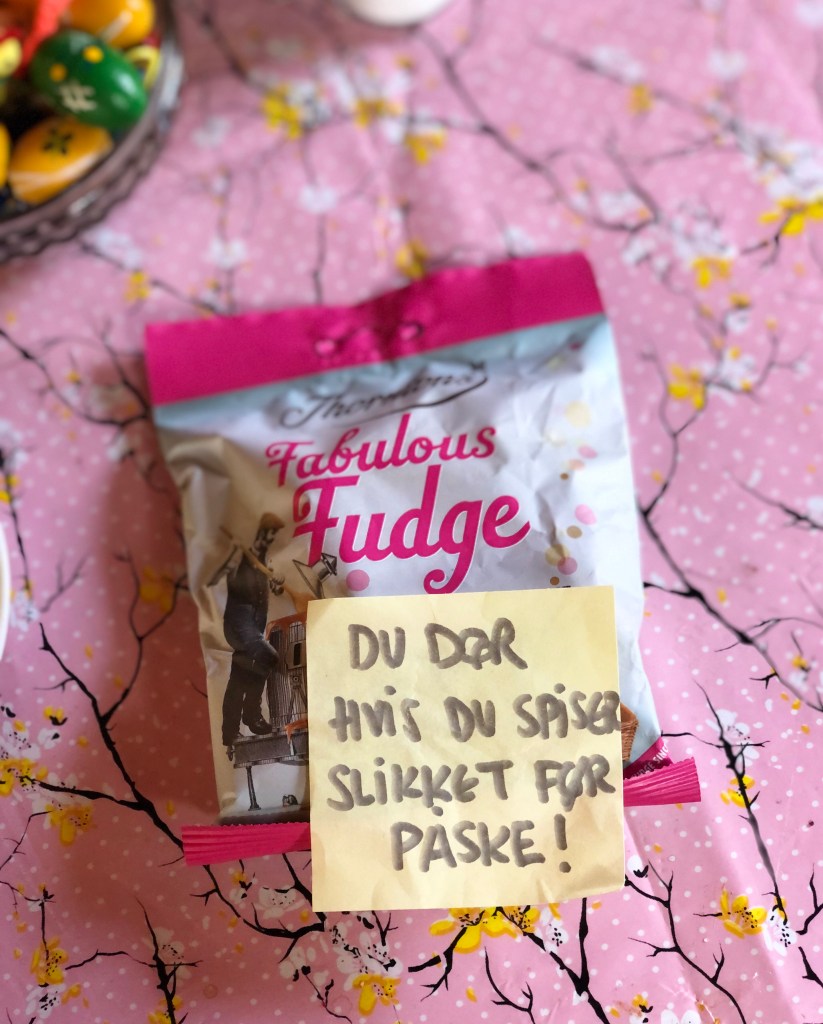 Thorntons
Fabulous
Fudge
DU DØR
HVIS DU SPISER
SLIKKET FØR
PÅSKE!